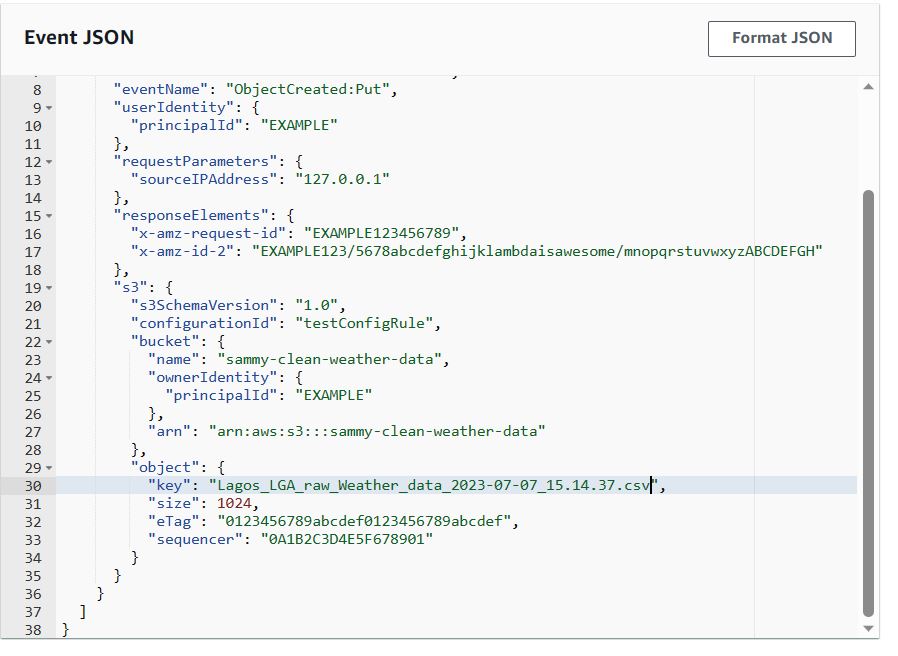 Event JSON
Format JSON
8 "eventName": "ObjectCreated:Put",
9 "userIdentity": {
10 "principalId": "EXAMPLE"
11 },
12 "requestParameters": {
13 "sourceIPAddress": "127.0.0.1"
14 },
15 "responseElements": {
16 "x-amz-request-id": "EXAMPLE123456789",
17 "x-amz-id-2": "EXAMPLE123/5678abcdefghijklambdaisawesome/mnopqrstuvwxyzABCDEFGH"
18 },
19 "s3": {
20 "s3SchemaVersion": "1.0",
21 "configurationId": "testConfigRule",
22 "bucket": {
23 "name": "sammy-clean-weather-data",
24 "ownerIdentity": {
25 "principalId": "EXAMPLE"
26 },
27 "arn": "arn:aws:s3:::sammy-clean-weather-data"
28 },
29 "object": {
30 "key": "Lagos_LGA_raw_Weather_data_2023-07-07_15.14.37.csv",
31 "size": 1024,
32 "eTag": "0123456789abcdef0123456789abcdef",
33 "sequencer": "0A1B2C3D4E5F678901"
34 }
35 }
36 }
37 ]
38 }